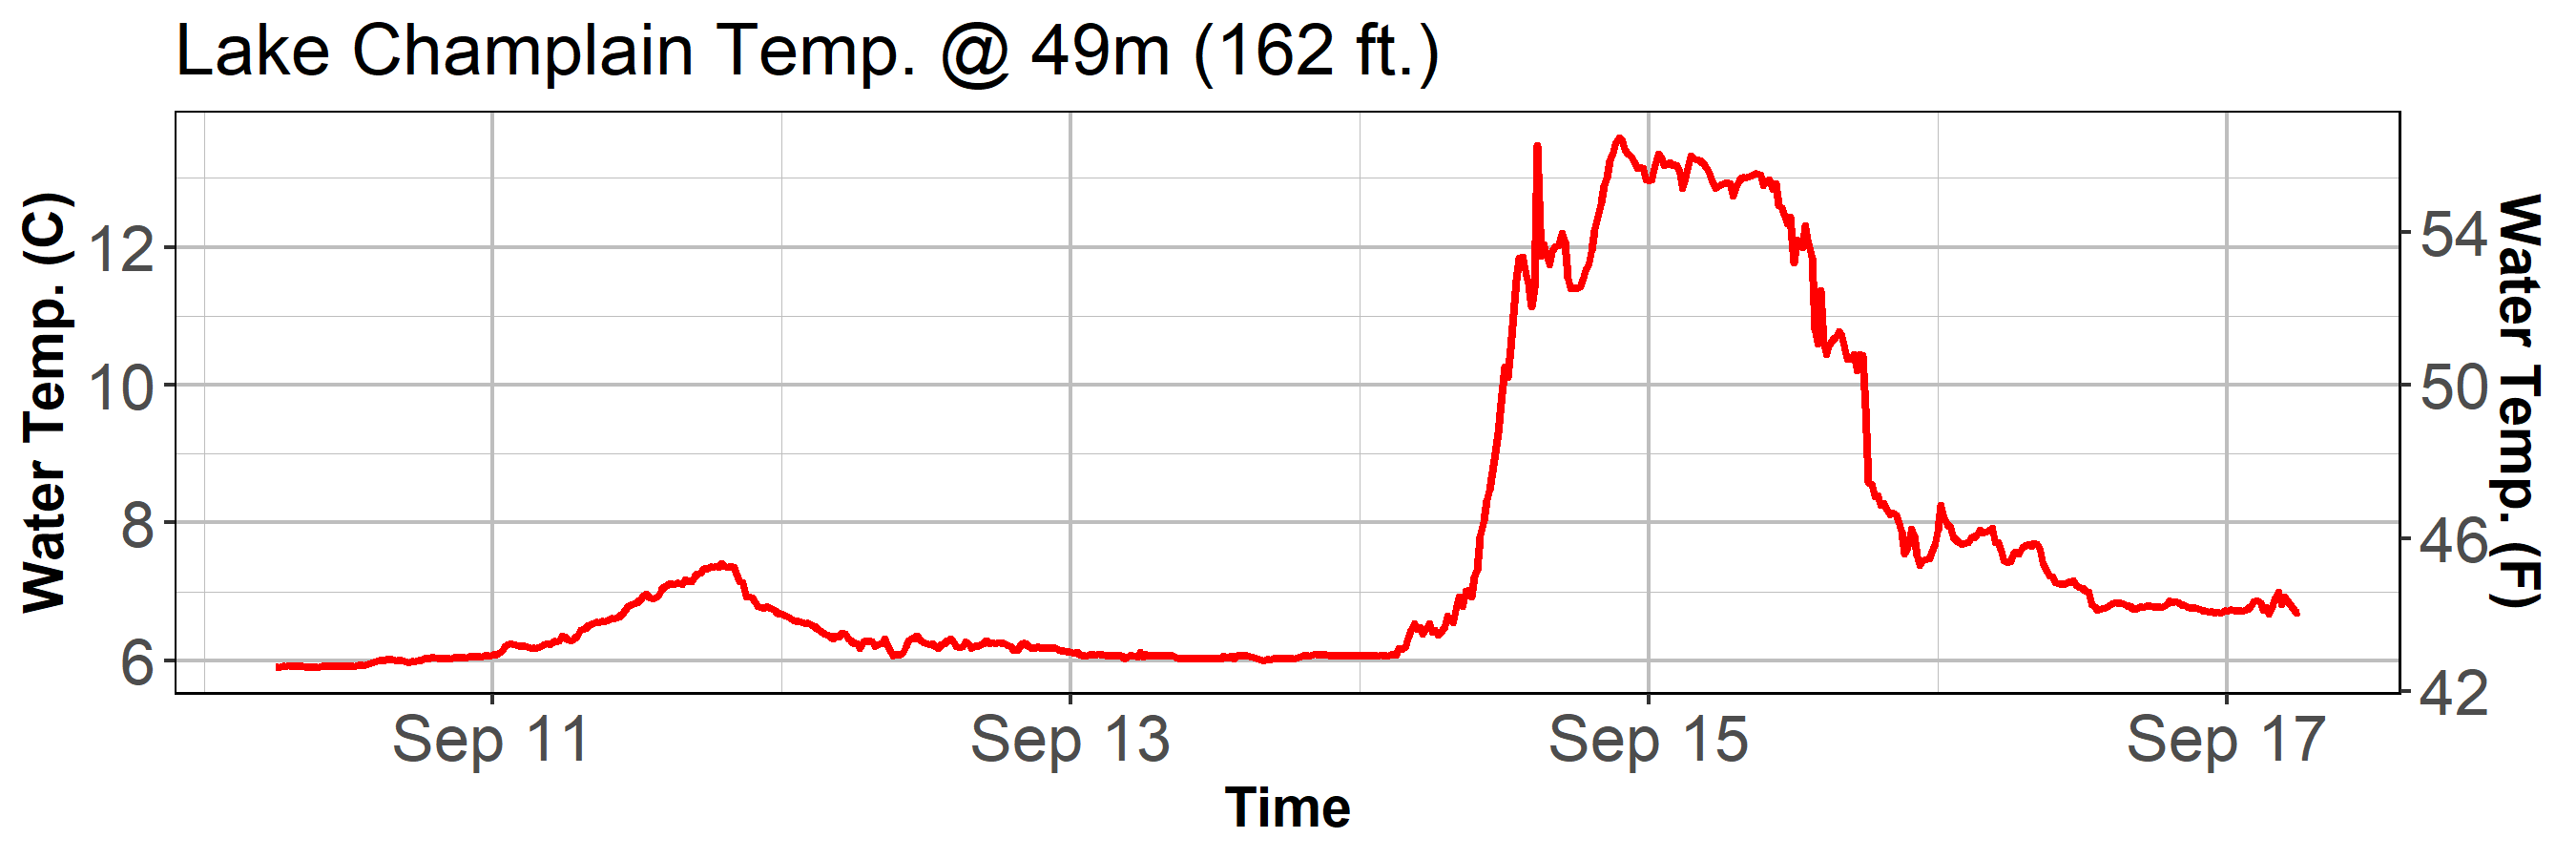 Lake Champlain Temp. @ 49m (162 ft.)
Water Temp. (C)
12
10
8
6
54
50
46
42
Water Temp. (F)
Sep 11
Sep 13
Sep 15
Sep 17
Time